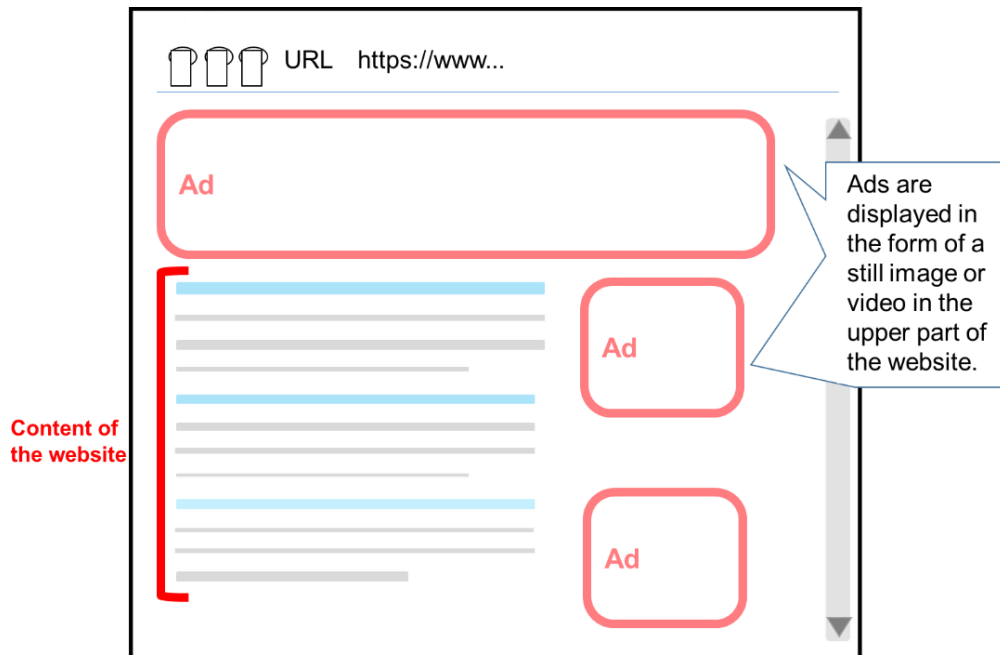 URL https://www...
Ad
Ads are
displayed in
the form of a
still image or
video in the
upper part of
the website.
Ad
Content of
the website
Ad